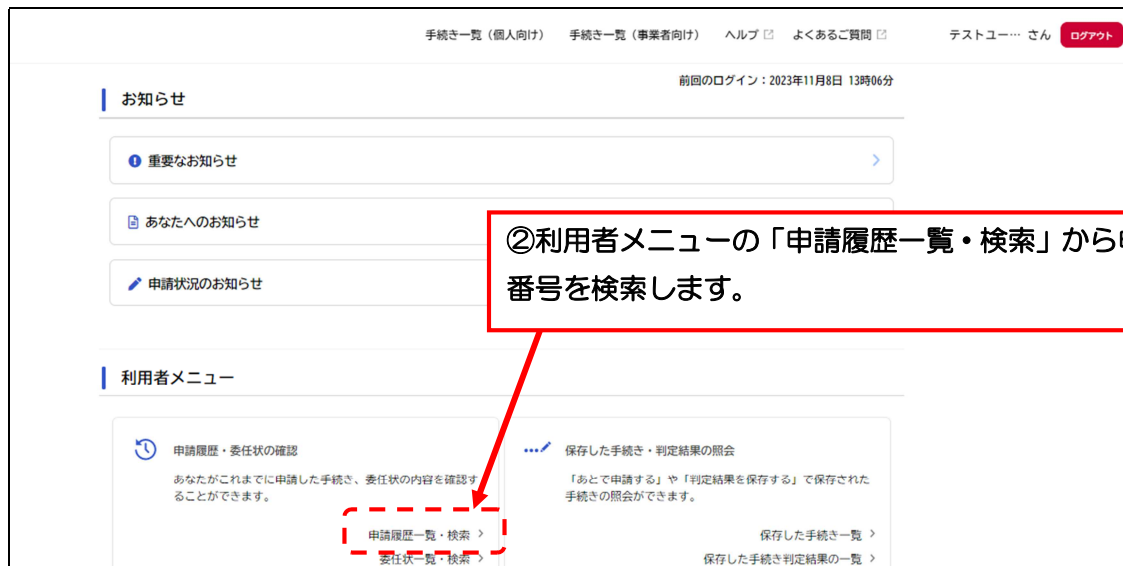 手続き一覧（個人向け） 手続き一覧（事業者向け） ヘルプ よくあるご質問 テストユー… さん ログアウト
前回のログイン：2023年11月8日 13時06分
お知らせ
重要なお知らせ
あなたへのお知らせ
②利用者メニューの「申請履歴一覧・検索」から
番号を検索します。
申請状況のお知らせ
利用者メニュー
申請履歴・委任状の確認
あなたがこれまでに申請した手続き、委任状の内容を確認す
ることができます。
申請履歴一覧・検索
委任状一覧・検索
保存した手続き・判定結果の照会
「あとで申請する」や「判定結果を保存する」で保存された
手続きの照会ができます。
保存した手続き一覧
保存した手続き判定結果の一覧